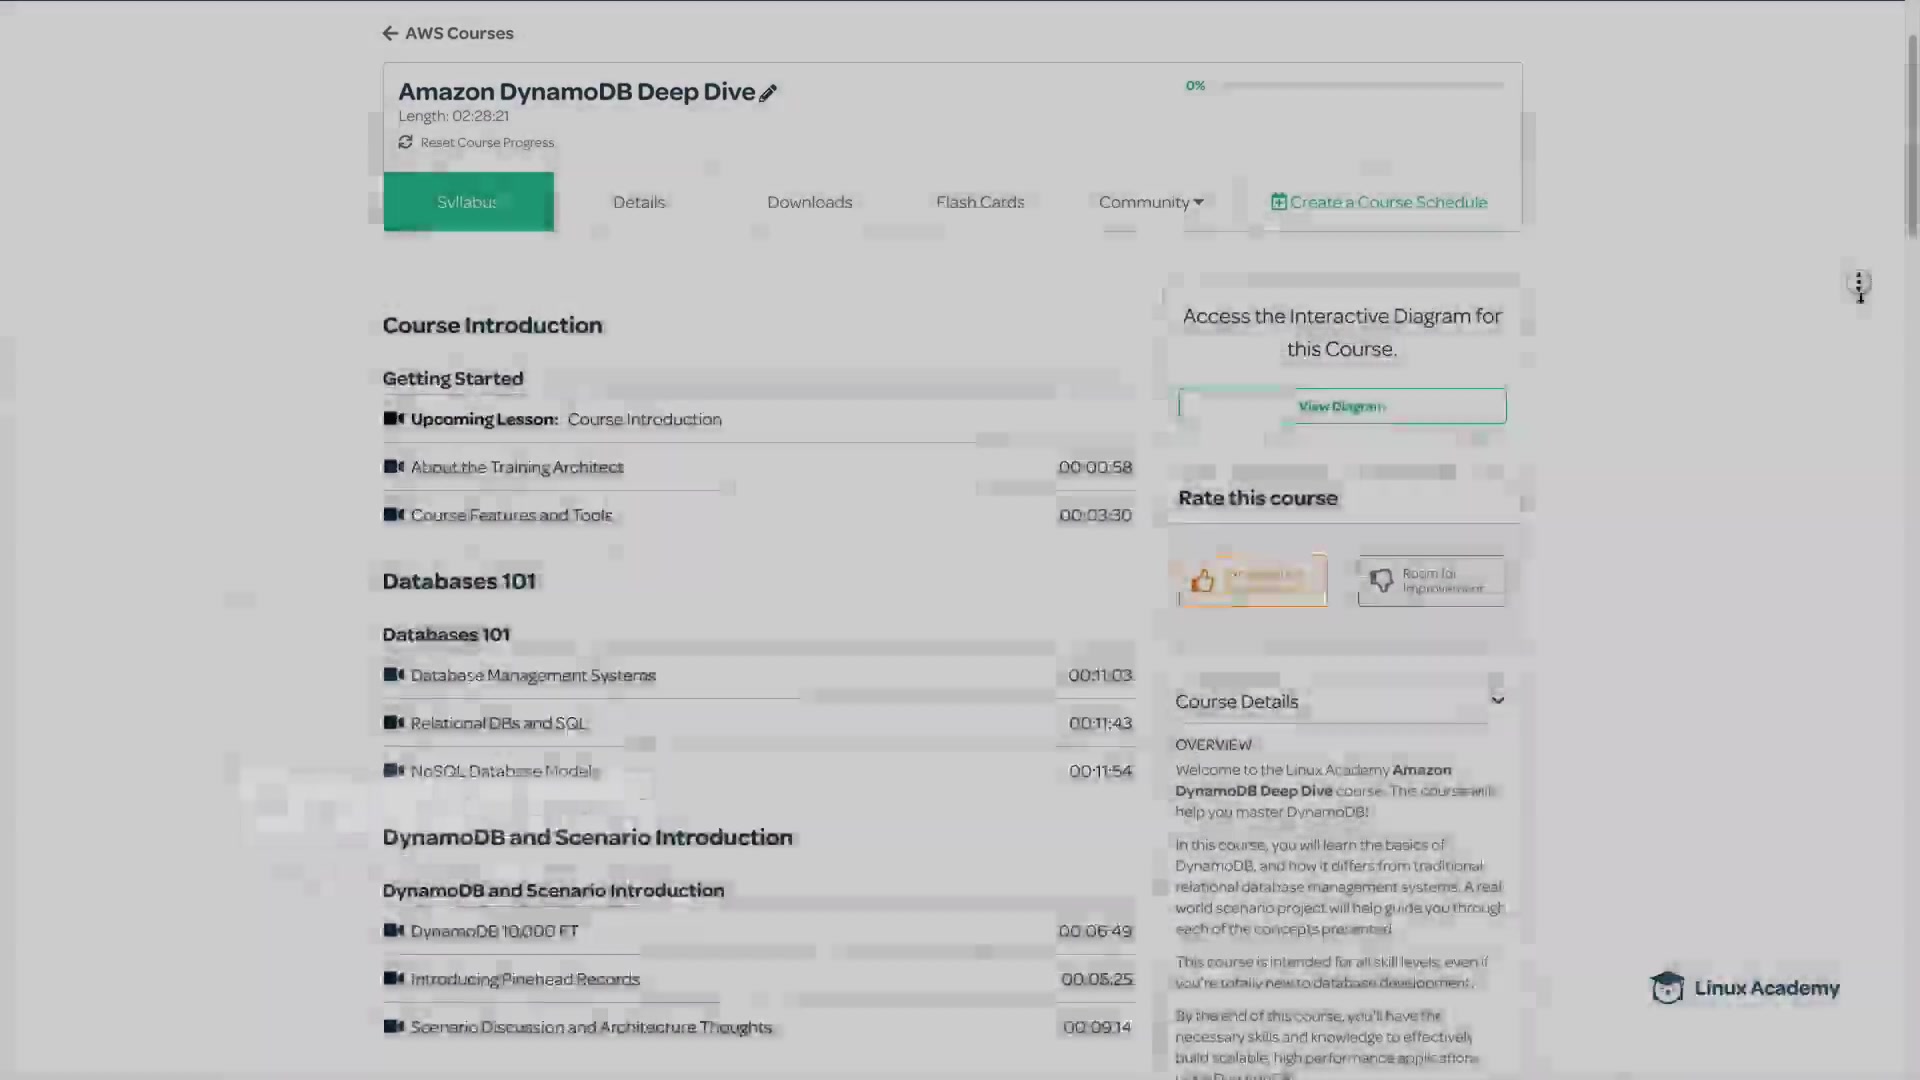 AWS Courses
Amazon DynamoDB Deep Dive
0%
Length: 02:28:21
Reset Course Progress
Syllabus
Details
Downloads
Flash Cards
Community
Create a Course Schedule
Course Introduction
Getting Started
Upcoming Lesson: Course Introduction
About the Training Architect 00:00:58
Course Features and Tools 00:03:30
Databases 101
Databases 101
Database Management Systems 00:11:03
Relational DBs and SQL 00:11:43
NoSQL Database Models 00:11:54
DynamoDB and Scenario Introduction
DynamoDB and Scenario Introduction
DynamoDB 10,000 FT 00:06:49
Introducing Pinehead Records 00:05:25
Scenario Discussion and Architecture Thoughts 00:09:14
Access the Interactive Diagram for
this Course.
View Diagram
Rate this course
Room for
Improvement
Course Details
OVERVIEW
Welcome to the Linux Academy Amazon
DynamoDB Deep Dive course. This course will
help you master DynamoDB!
In this course, you will learn the basics of
DynamoDB, and how it differs from traditional
relational database management systems. A real
world scenario project will help guide you through
each of the concepts presented.
This course is intended for all skill levels, even if
you're totally new to database development.
By the end of this course, you'll have the
necessary skills and knowledge to effectively
build scalable, high performance applications
Linux Academy